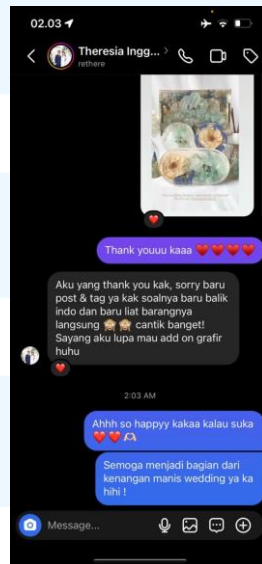 02.03
Theresia Ingg...
rethere
Thank youuu kaaa ❤️❤️❤️❤️
Aku yang thank you kak, sorry baru
post & tag ya kak soalnya baru balik
indo dan baru liat barangnya
langsung 🙈🙈 cantik banget!
Sayang aku lupa mau add on grafir
huhu
2:03 AM
Ahhh so happyy kakaa kalau suka
❤️❤️🫶🏻
Semoga menjadi bagian dari
kenangan manis wedding ya ka
hihi !
Message...